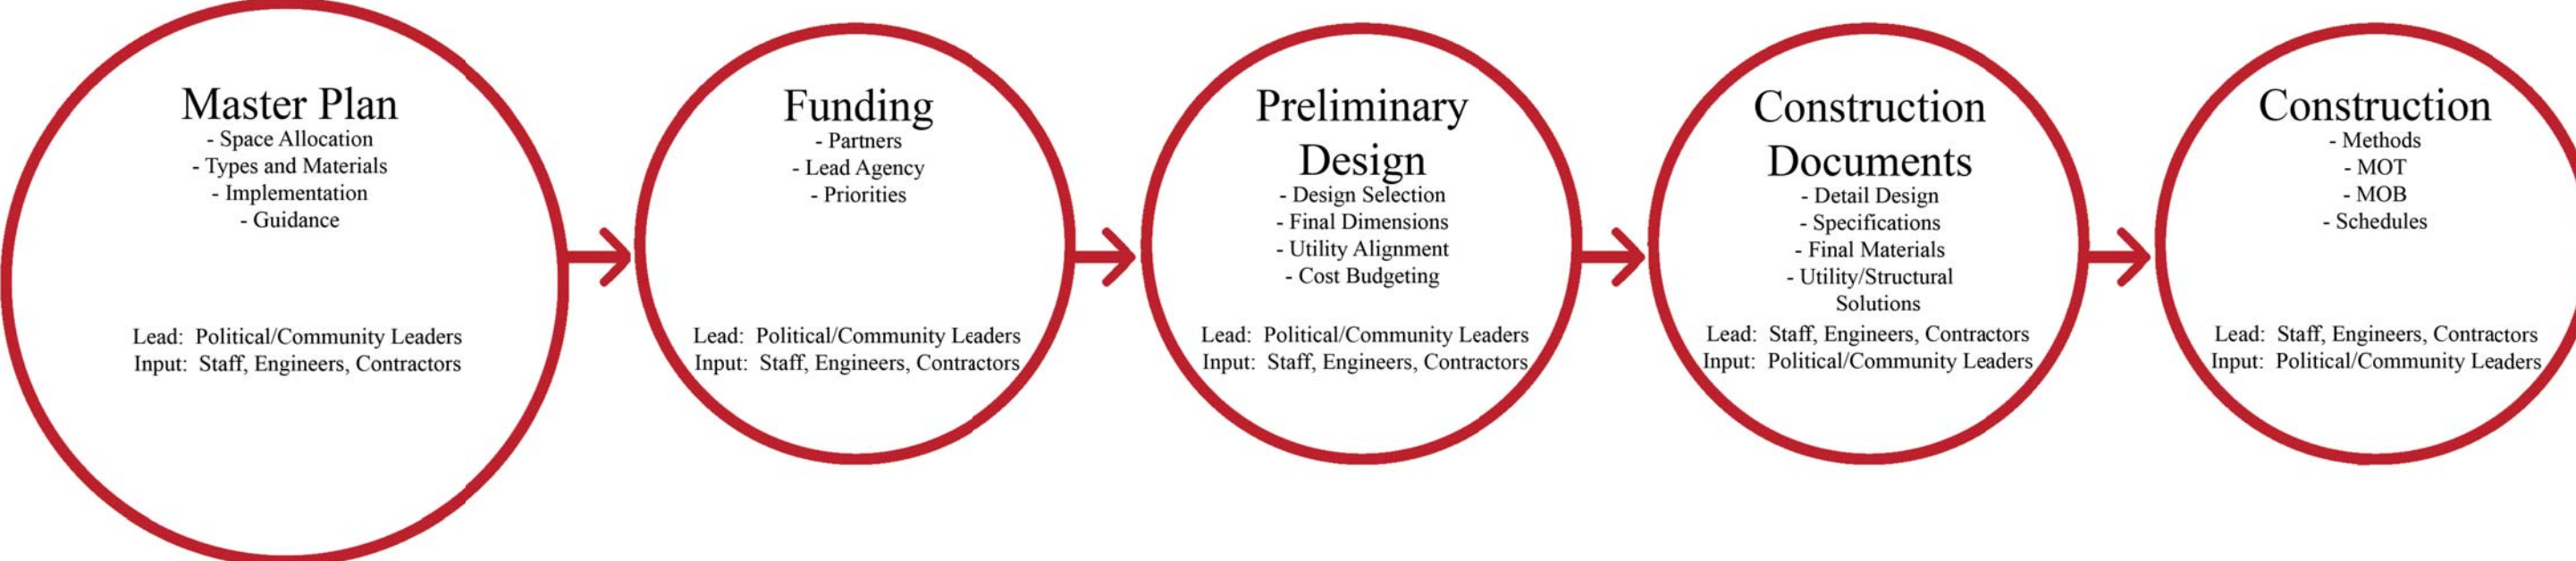 Master Plan
- Space Allocation
- Types and Materials
- Implementation
- Guidance
Lead:  Political/Community Leaders
Input:  Staff, Engineers, Contractors
Funding
- Partners
- Lead Agency
- Priorities
Lead:  Political/Community Leaders
Input:  Staff, Engineers, Contractors
Preliminary
Design
- Design Selection
- Final Dimensions
- Utility Alignment
- Cost Budgeting
Lead:  Political/Community Leaders
Input:  Staff, Engineers, Contractors
Construction
Documents
- Detail Design
- Specifications
- Final Materials
- Utility/Structural
Solutions
Lead:  Staff, Engineers, Contractors
Input:  Political/Community Leaders
Construction
- Methods
- MOT
- MOB
- Schedules
Lead:  Staff, Engineers, Contractors
Input:  Political/Community Leaders